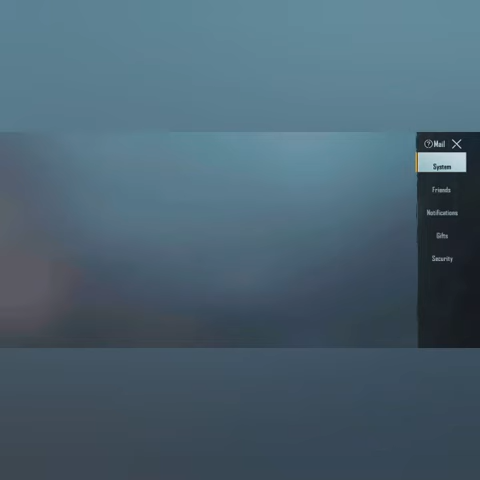 Mail
System
Friends
Notifications
Gifts
Security